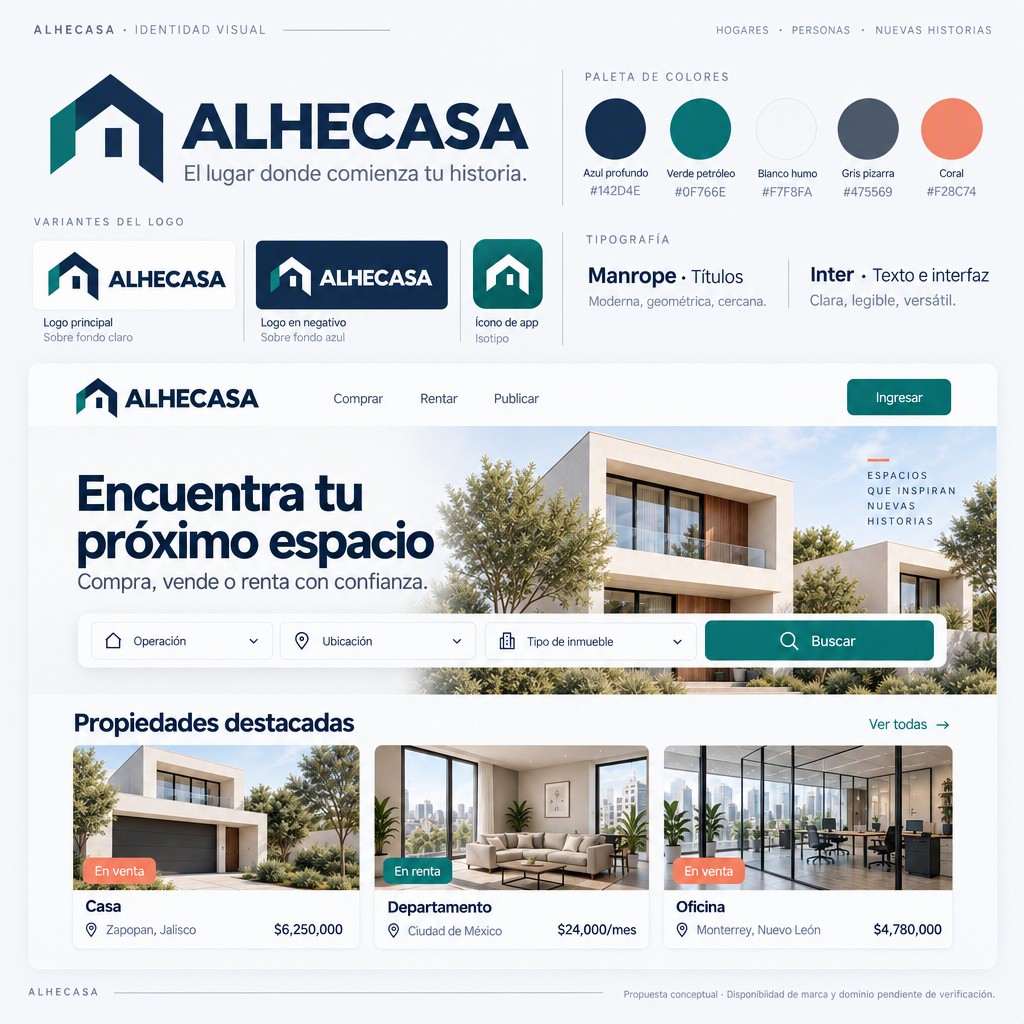 ALHECASA · IDENTIDAD VISUAL
HOGARES · PERSONAS · NUEVAS HISTORIAS
ALHECASA
El lugar donde comienza tu historia.
PALETA DE COLORES
Azul profundo
#142D4E
Verde petróleo
#0F766E
Blanco humo
#F7F8FA
Gris pizarra
#475569
Coral
#F28C74
VARIANTES DEL LOGO
ALHECASA
Logo principal
Sobre fondo claro
ALHECASA
Logo en negativo
Sobre fondo azul
Ícono de app
Isotipo
TIPOGRAFÍA
Manrope · Títulos
Moderna, geométrica, cercana.
Inter · Texto e interfaz
Clara, legible, versátil.
ALHECASA
Comprar
Rentar
Publicar
Ingresar
Encuentra tu
próximo espacio
Compra, vende o renta con confianza.
ESPACIOS
QUE INSPIRAN
NUEVAS
HISTORIAS
Operación
Ubicación
Tipo de inmueble
Buscar
Propiedades destacadas
Ver todas →
En venta
Casa
Zapopan, Jalisco
$6,250,000
En renta
Departamento
Ciudad de México
$24,000/mes
En venta
Oficina
Monterrey, Nuevo León
$4,780,000
ALHECASA
Propuesta conceptual · Disponibilidad de marca y dominio pendiente de verificación.